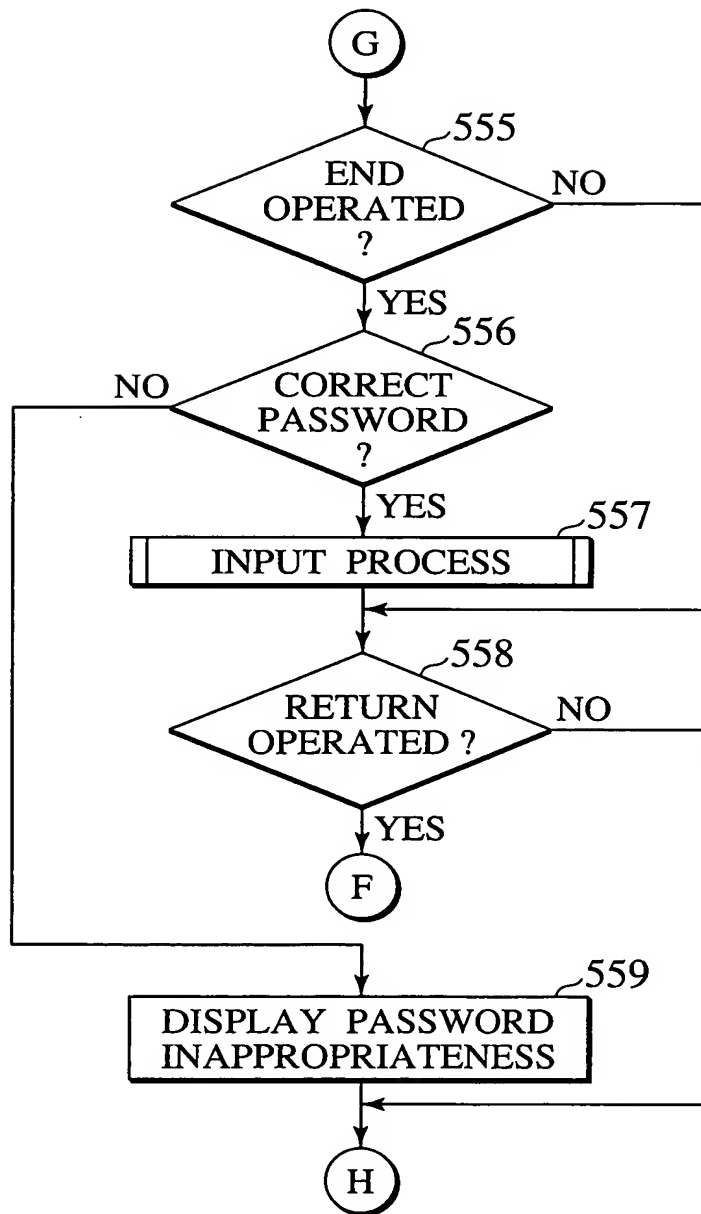 G
555
END
OPERATED
?
NO
YES
556
NO
CORRECT
PASSWORD
?
YES
557
INPUT PROCESS
558
RETURN
OPERATED ?
NO
YES
F
559
DISPLAY PASSWORD
INAPPROPRIATENESS
H